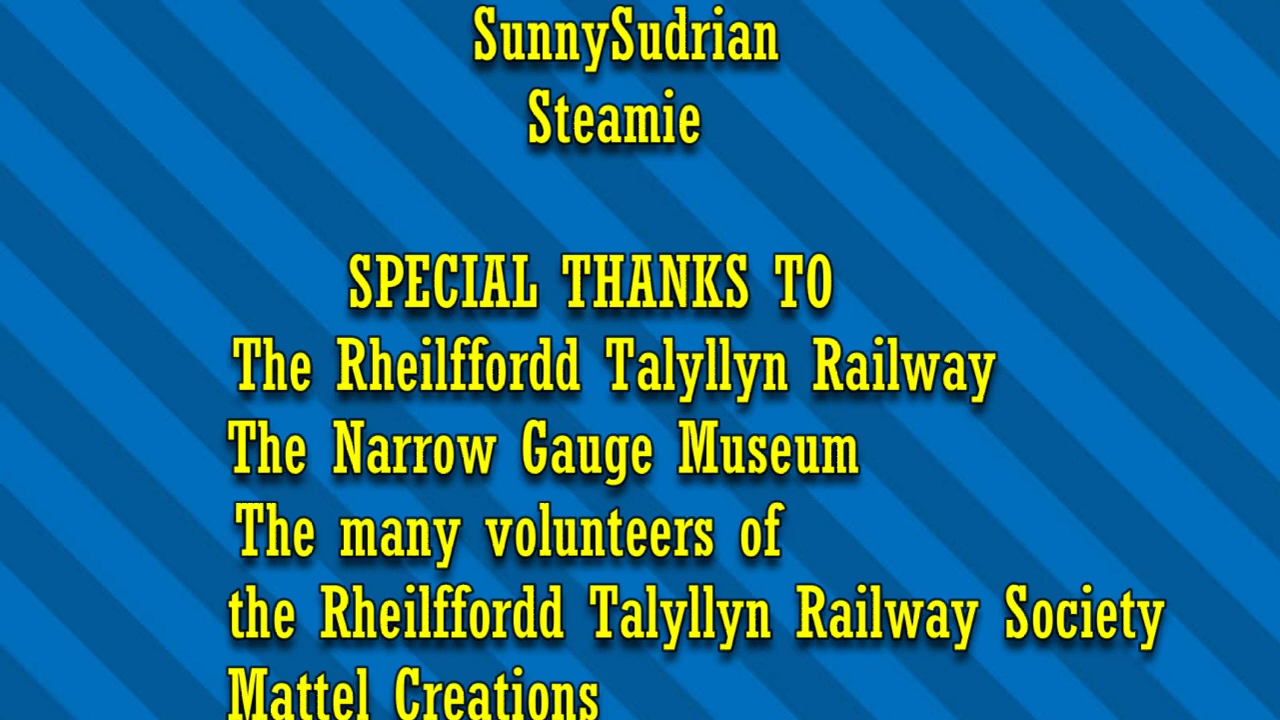 SunnySudrian
Steamie
SPECIAL THANKS TO
The Rheilffordd Talyllyn Railway
The Narrow Gauge Museum
The many volunteers of
the Rheilffordd Talyllyn Railway Society
Mattel Creations